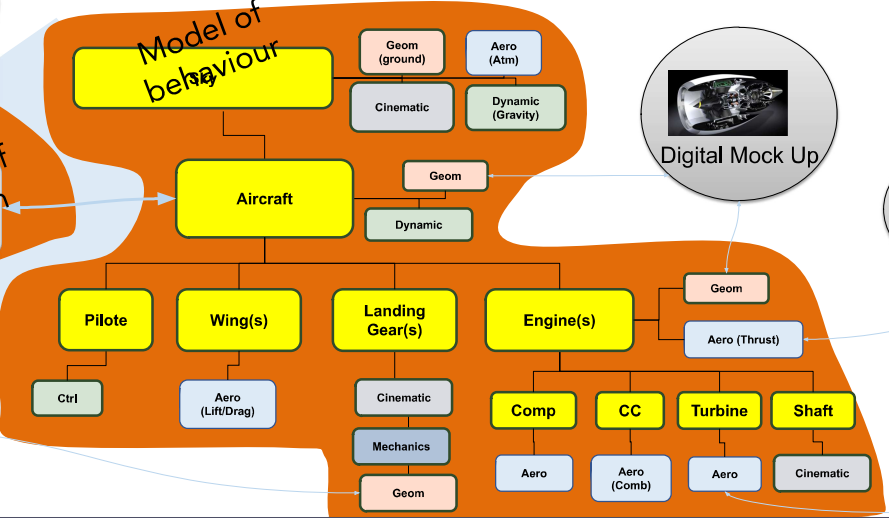 Model of
behaviour
Sky
Geom
(ground)
Aero
(Atm)
Cinematic
Dynamic
(Gravity)
Digital Mock Up
Aircraft
Geom
Dynamic
Pilote
Wing(s)
Landing
Gear(s)
Engine(s)
Geom
Aero (Thrust)
Ctrl
Aero
(Lift/Drag)
Cinematic
Mechanics
Geom
Comp
CC
Turbine
Shaft
Aero
Aero
(Comb)
Aero
Cinematic